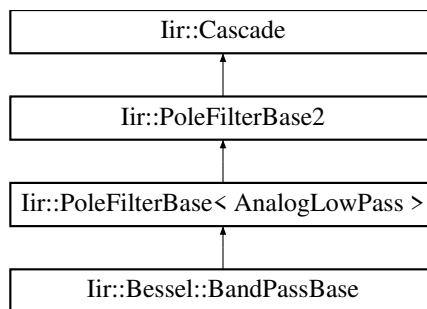 Iir::Cascade
Iir::PoleFilterBase2
Iir::PoleFilterBase< AnalogLowPass >
Iir::Bessel::BandPassBase